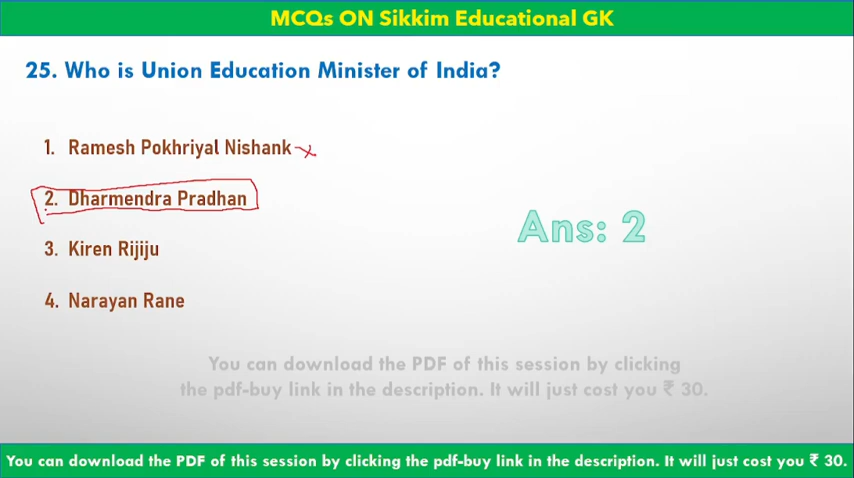 MCQs ON Sikkim Educational GK
25. Who is Union Education Minister of India?
1. Ramesh Pokhriyal Nishank
2. Dharmendra Pradhan
Ans: 2
3. Kiren Rijiju
4. Narayan Rane
You can download the PDF of this session by clicking
the pdf-buy link in the description. It will just cost you ₹ 30.
You can download the PDF of this session by clicking the pdf-buy link in the description. It will just cost you ₹ 30.